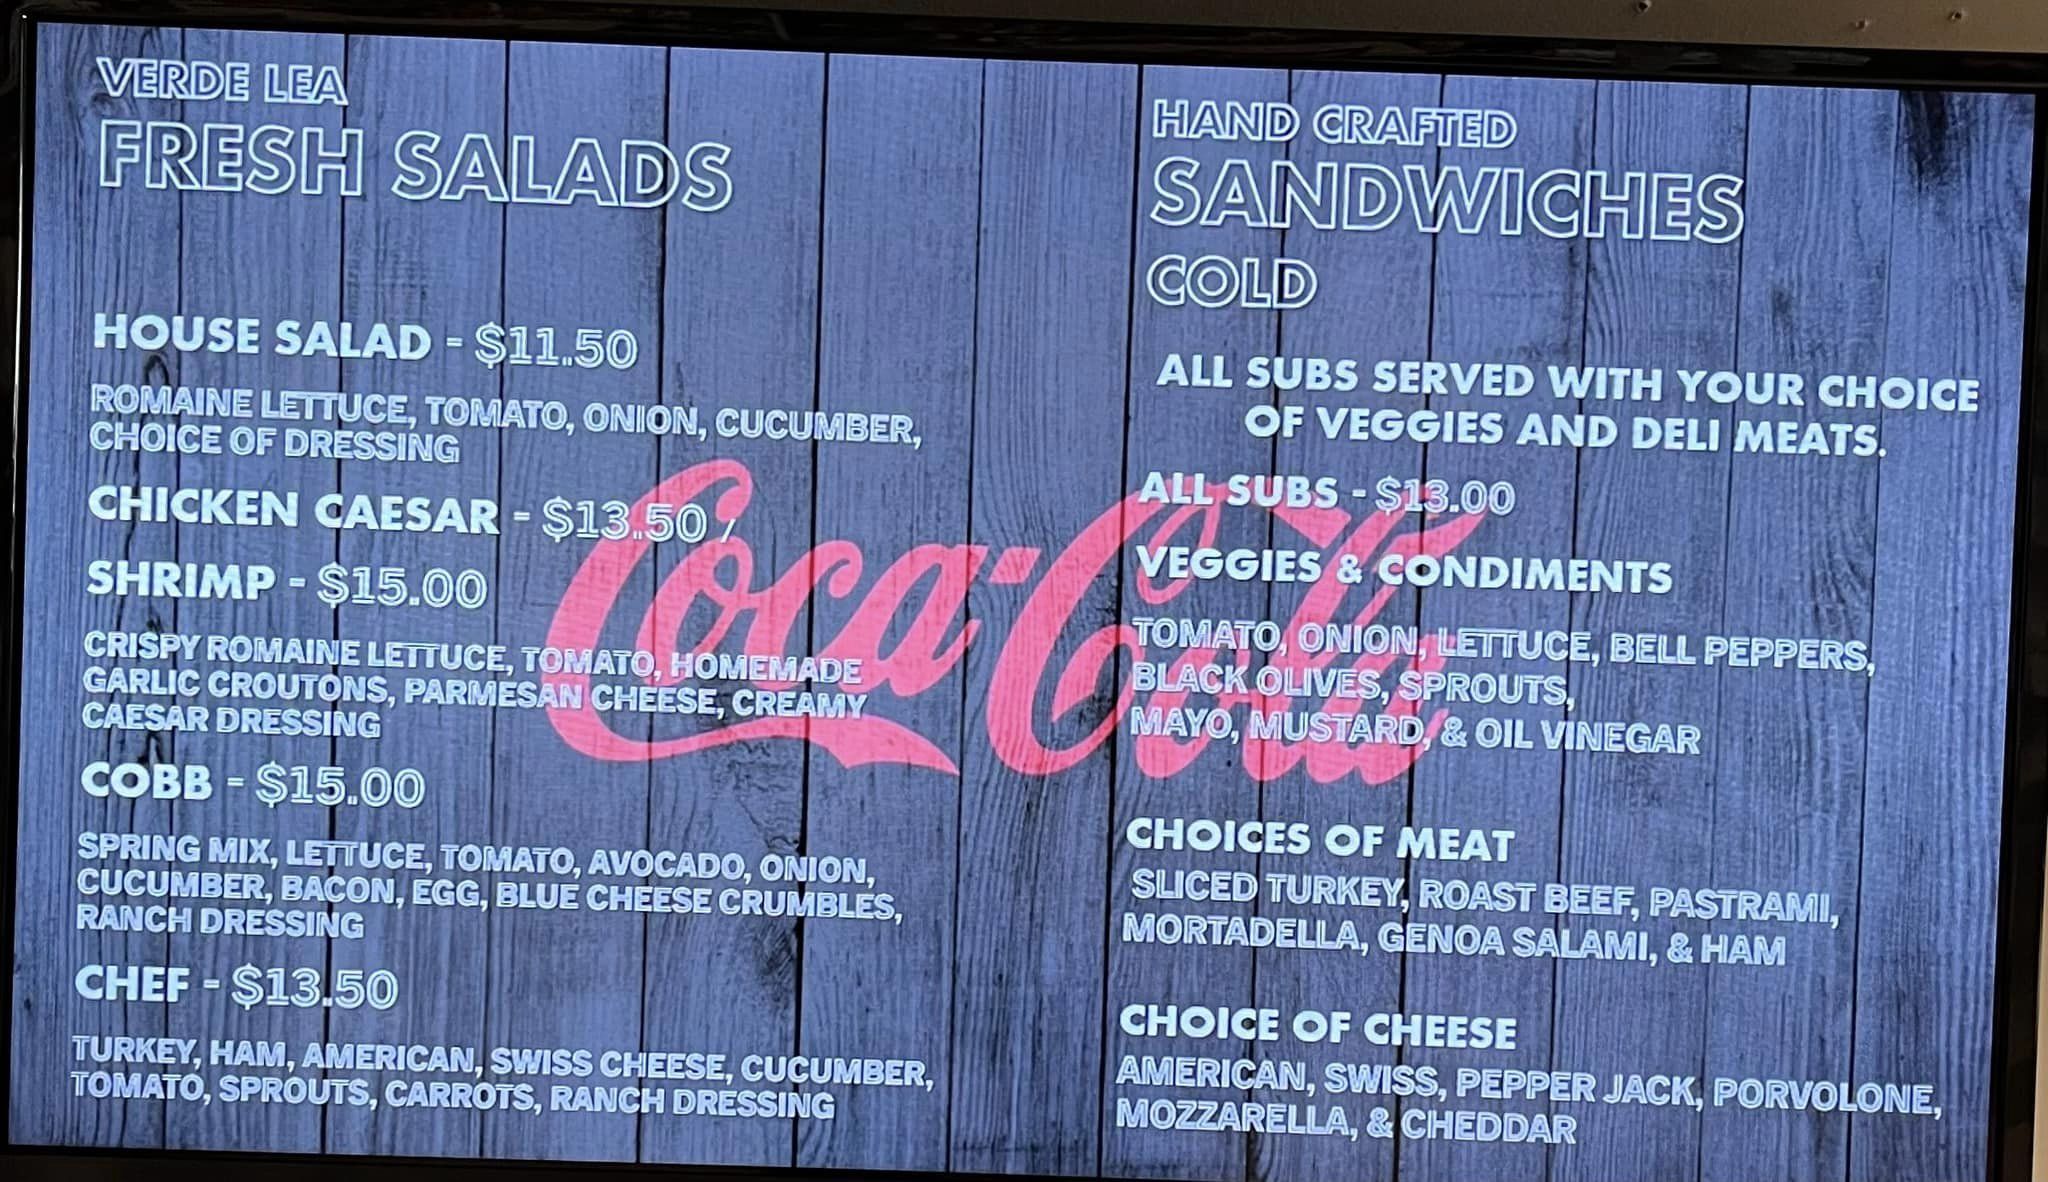 VERDE LEA
FRESH SALADS
HOUSE SALAD - $11.50
ROMAINE LETTUCE, TOMATO, ONION, CUCUMBER,
CHOICE OF DRESSING
CHICKEN CAESAR - $13.50 /
SHRIMP - $15.00
CRISPY ROMAINE LETTUCE, TOMATO, HOMEMADE
GARLIC CROUTONS, PARMESAN CHEESE, CREAMY
CAESAR DRESSING
COBB - $15.00
SPRING MIX, LETTUCE, TOMATO, AVOCADO, ONION,
CUCUMBER, BACON, EGG, BLUE CHEESE CRUMBLES,
RANCH DRESSING
CHEF - $13.50
TURKEY, HAM, AMERICAN, SWISS CHEESE, CUCUMBER,
TOMATO, SPROUTS, CARROTS, RANCH DRESSING
Coca-Cola
HAND CRAFTED
SANDWICHES
COLD
ALL SUBS SERVED WITH YOUR CHOICE
OF VEGGIES AND DELI MEATS.
ALL SUBS - $13.00
VEGGIES & CONDIMENTS
TOMATO, ONION, LETTUCE, BELL PEPPERS,
BLACK OLIVES, SPROUTS,
MAYO, MUSTARD, & OIL VINEGAR
CHOICES OF MEAT
SLICED TURKEY, ROAST BEEF, PASTRAMI,
MORTADELLA, GENOA SALAMI, & HAM
CHOICE OF CHEESE
AMERICAN, SWISS, PEPPER JACK, PORVOLONE,
MOZZARELLA, & CHEDDAR